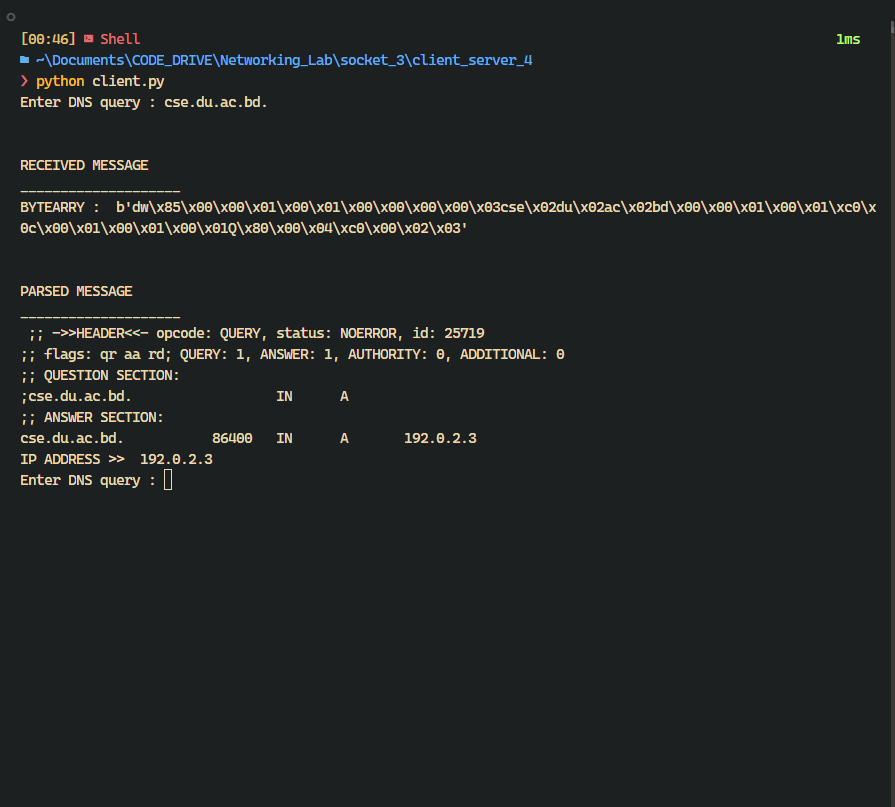 [00:46] Shell 1ms
~\Documents\CODE_DRIVE\Networking_Lab\socket_3\client_server_4
❯ python client.py
Enter DNS query : cse.du.ac.bd.
RECEIVED MESSAGE
____________________
BYTEARRY :  b'dw\x85\x00\x00\x01\x00\x01\x00\x00\x00\x00\x03cse\x02du\x02ac\x02bd\x00\x00\x01\x00\x01\xc0\x
0c\x00\x01\x00\x01\x00\x01Q\x80\x00\x04\xc0\x00\x02\x03'
PARSED MESSAGE
____________________
 ;; ->>HEADER<<- opcode: QUERY, status: NOERROR, id: 25719
;; flags: qr aa rd; QUERY: 1, ANSWER: 1, AUTHORITY: 0, ADDITIONAL: 0
;; QUESTION SECTION:
;cse.du.ac.bd.                  IN      A
;; ANSWER SECTION:
cse.du.ac.bd.           86400   IN      A       192.0.2.3
IP ADDRESS >>  192.0.2.3
Enter DNS query :